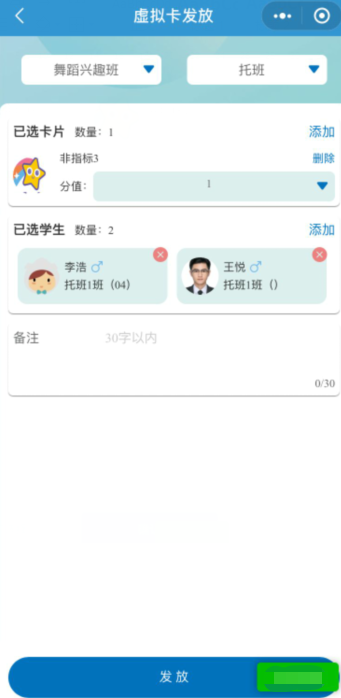 虚拟卡发放
舞蹈兴趣班
托班
已选卡片 数量：1 添加
非指标3 删除
分值： 1
已选学生 数量：2 添加
李浩 王悦
托班1班（04） 托班1班（）
备注 30字以内
0/30
发放